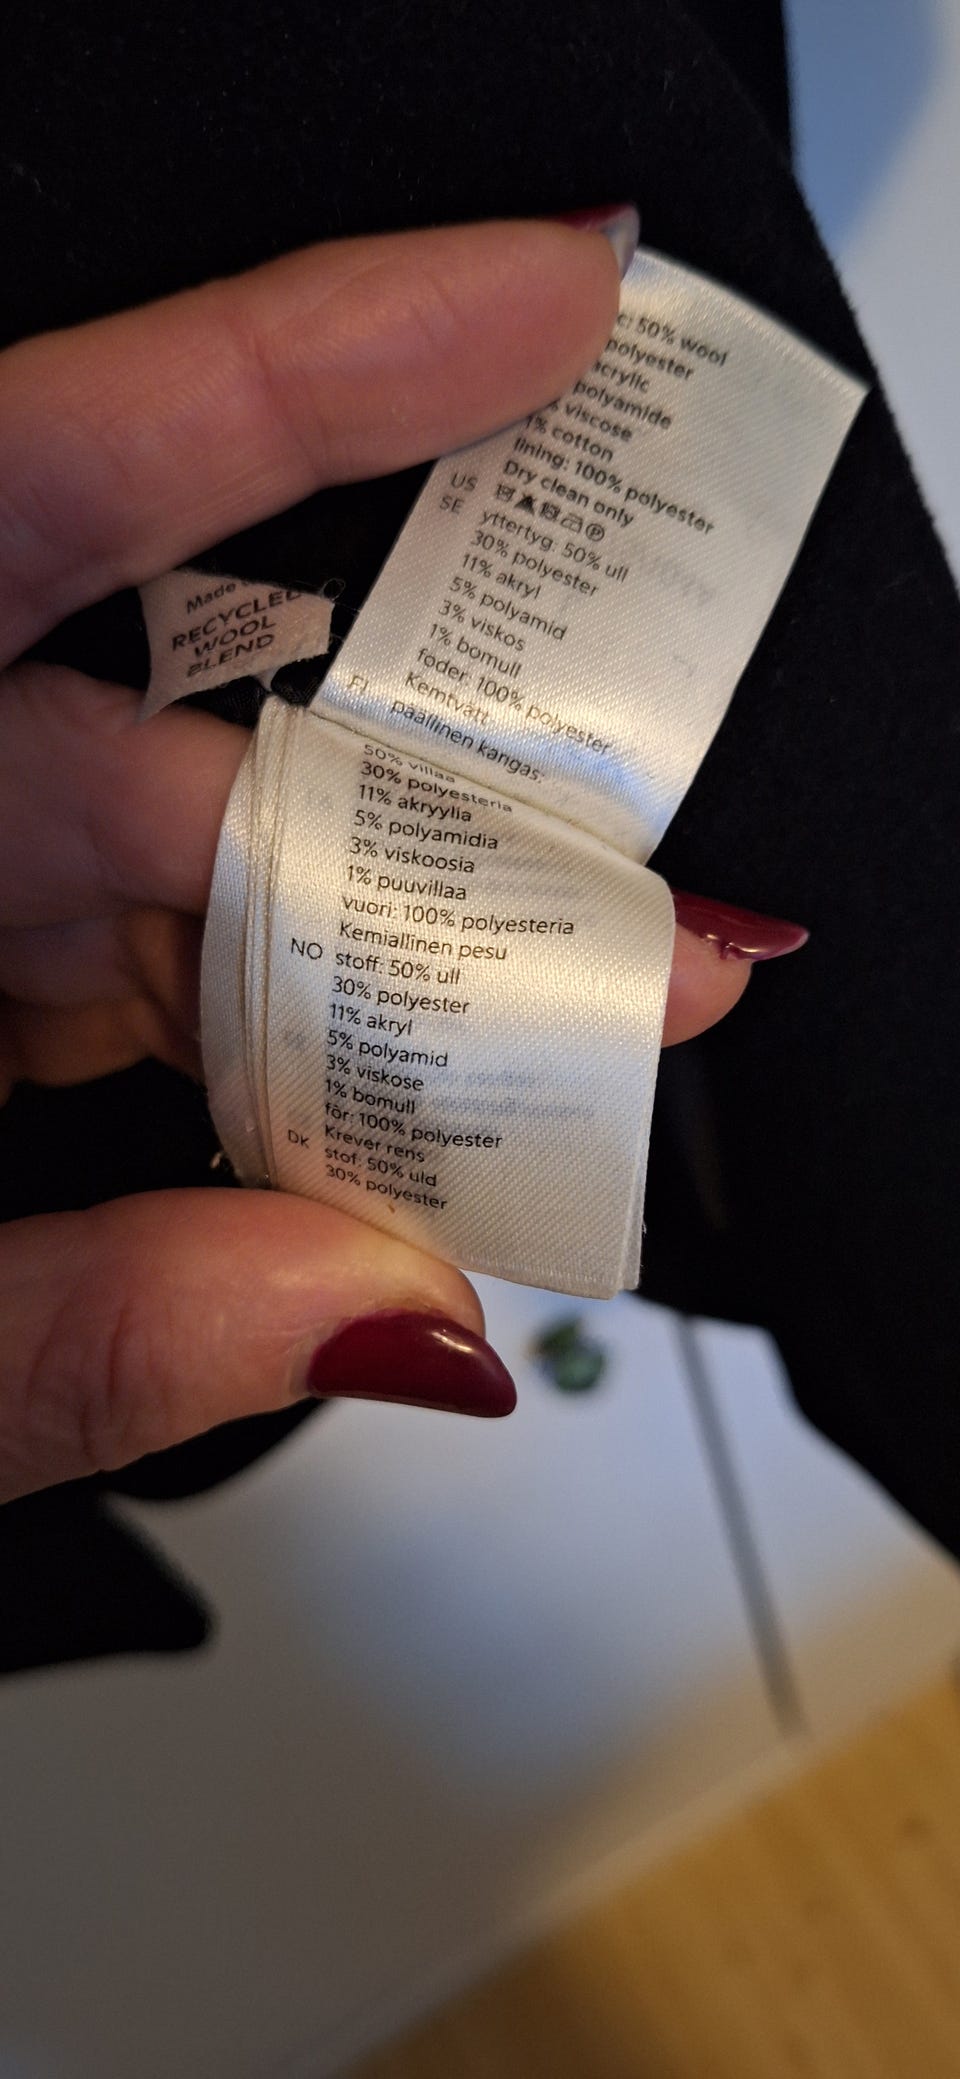 50% wool
polyester
acrylic
polyamide
% viscose
1% cotton
lining: 100% polyester
Dry clean only
US
SE yttertyg: 50% ull
30% polyester
11% akryl
5% polyamid
3% viskos
1% bomull
foder: 100% polyester
Kemtvätt
FI päällinen kangas:
50% villaa
30% polyesteria
11% akryylia
5% polyamidia
3% viskoosia
1% puuvillaa
vuori: 100% polyesteria
Kemiallinen pesu
NO stoff: 50% ull
30% polyester
11% akryl
5% polyamid
3% viskose
1% bomull
fôr: 100% polyester
Krever rens
DK stof: 50% uld
30% polyester
Made
RECYCLED
WOOL
BLEND